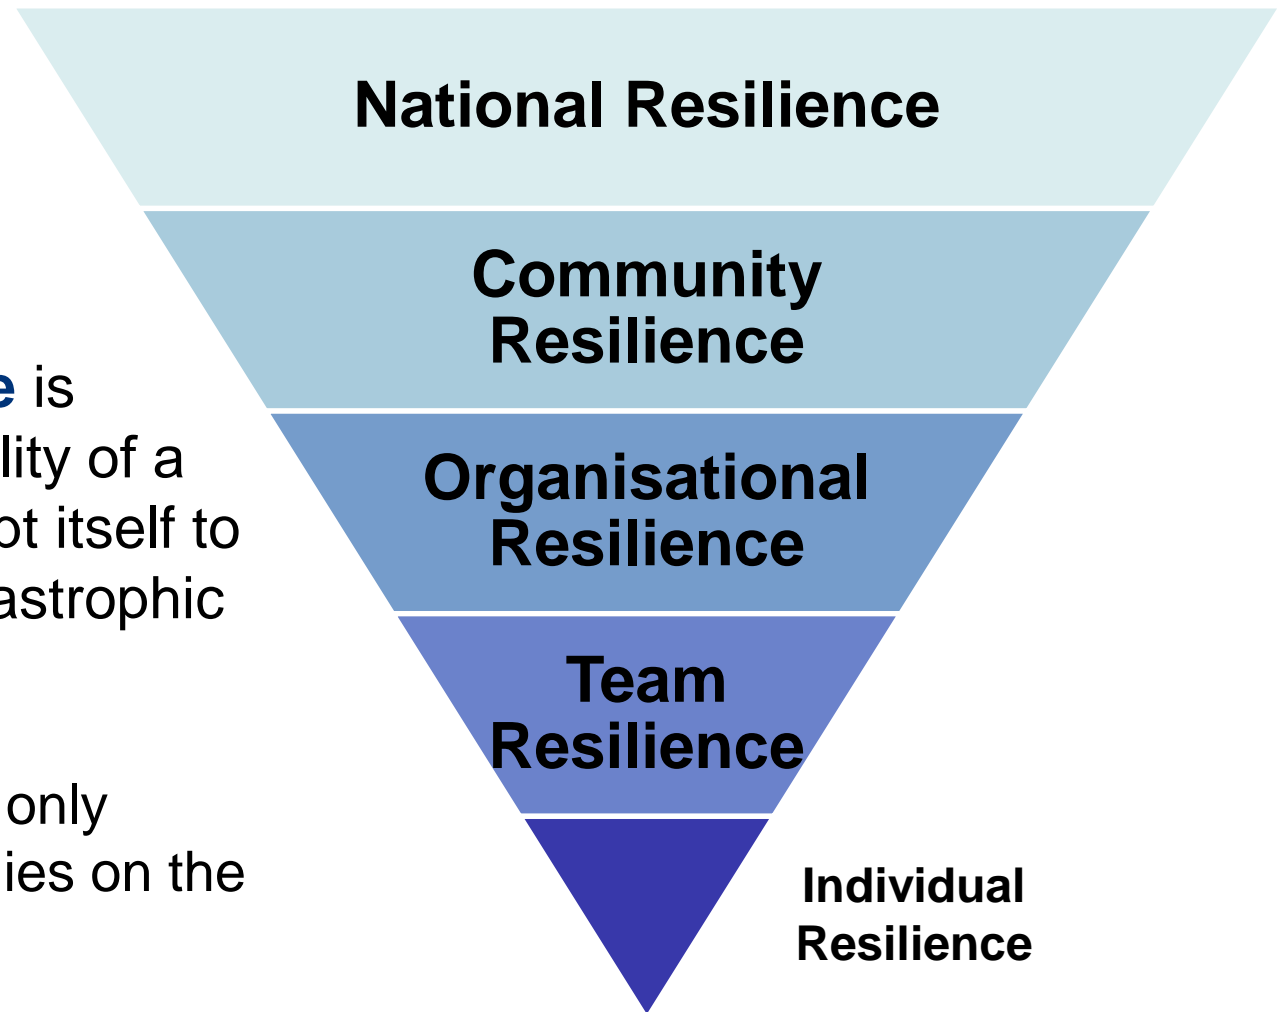 National Resilience
Community
Resilience
Organisational
Resilience
Team
Resilience
Individual
Resilience
e is
lity of a
ot itself to
astrophic
only
ies on the